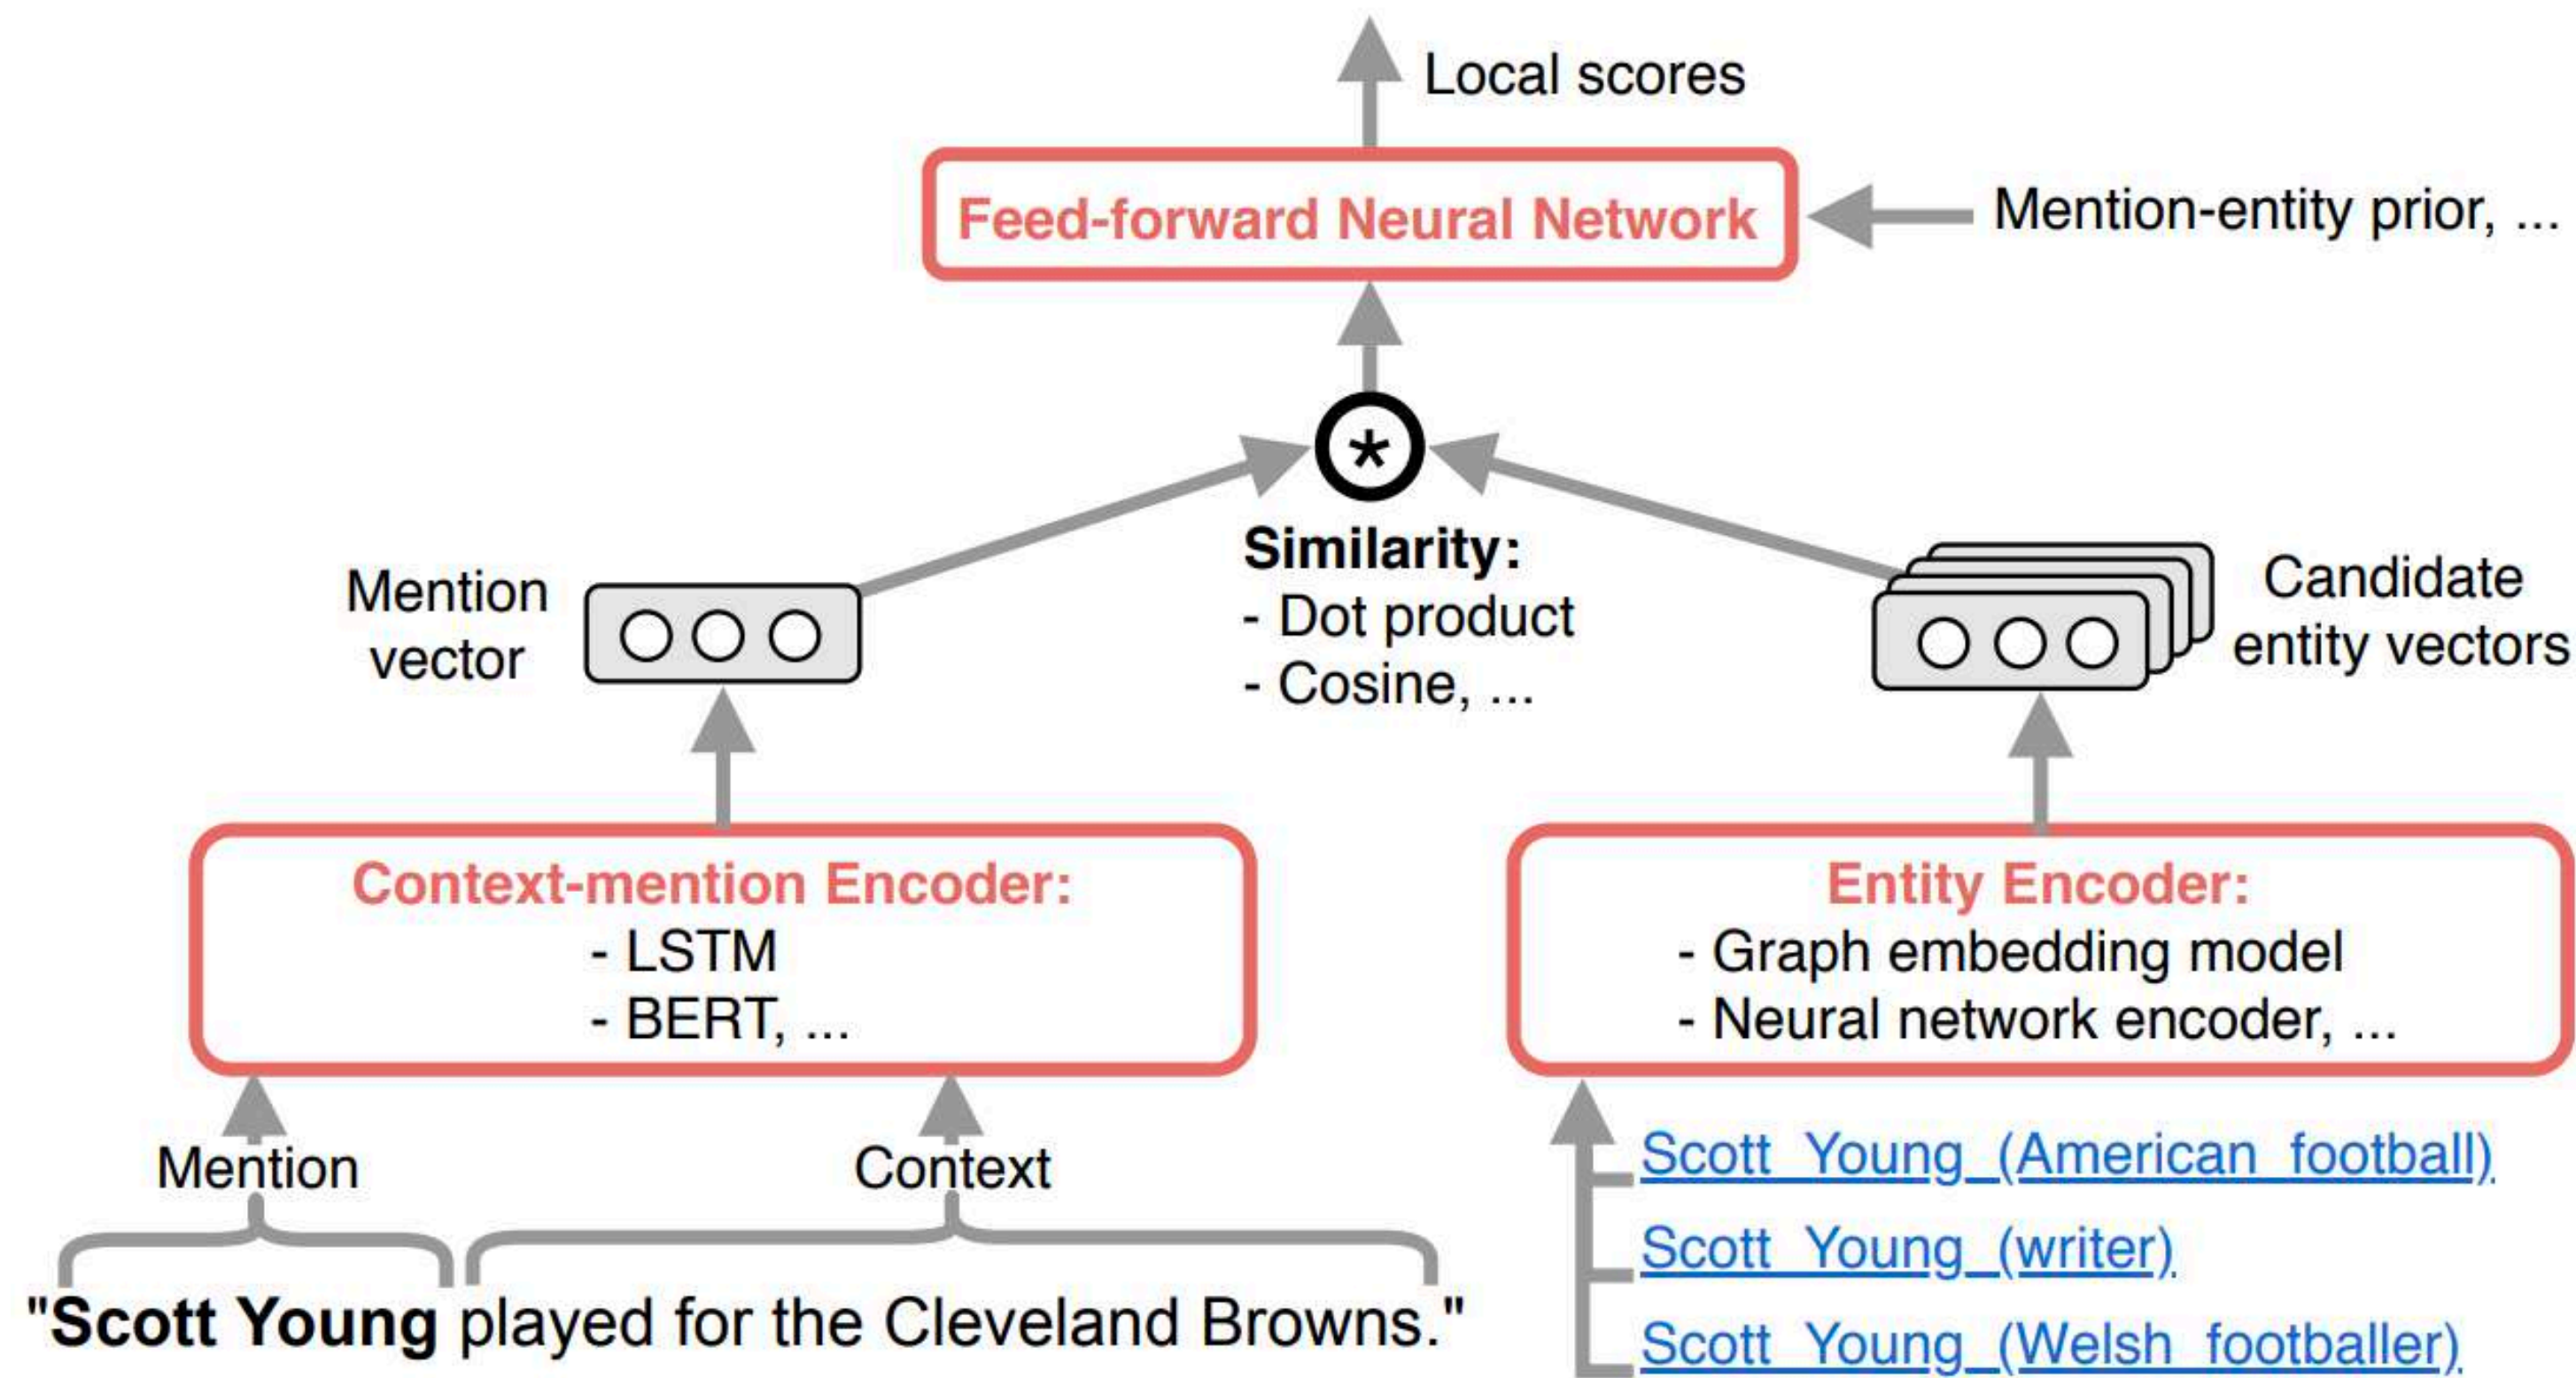 Local scores
Feed-forward Neural Network
Mention-entity prior, ...
*
Similarity:
- Dot product
- Cosine, ...
Mention
vector
Candidate
entity vectors
Context-mention Encoder:
- LSTM
- BERT, ...
Entity Encoder:
- Graph embedding model
- Neural network encoder, ...
Mention
Context
"Scott Young played for the Cleveland Browns."
Scott_Young_(American_football)
Scott_Young_(writer)
Scott_Young_(Welsh_footballer)